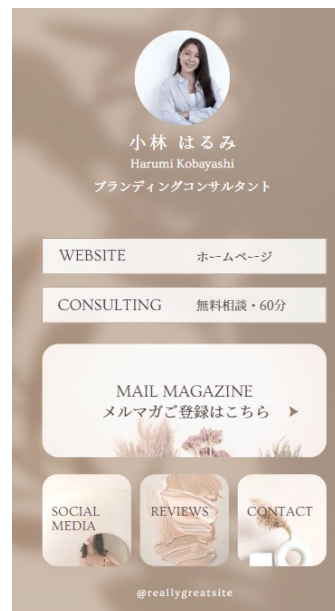 小林 はるみ
Harumi Kobayashi
ブランディングコンサルタント
WEBSITE ホームページ
CONSULTING 無料相談・60分
MAIL MAGAZINE
メルマガご登録はこちら
SOCIAL
MEDIA
REVIEWS
CONTACT
@reallygreatsite